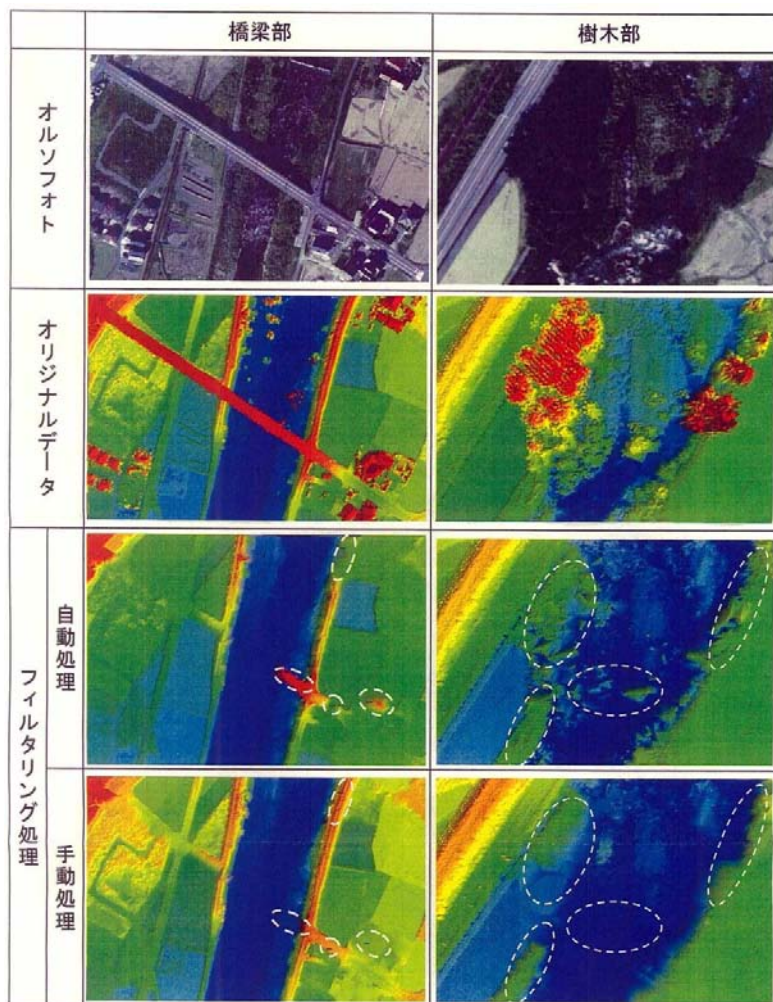 橋梁部
樹木部
オルソフォト
オリジナルデータ
フィルタリング処理
自動処理
手動処理